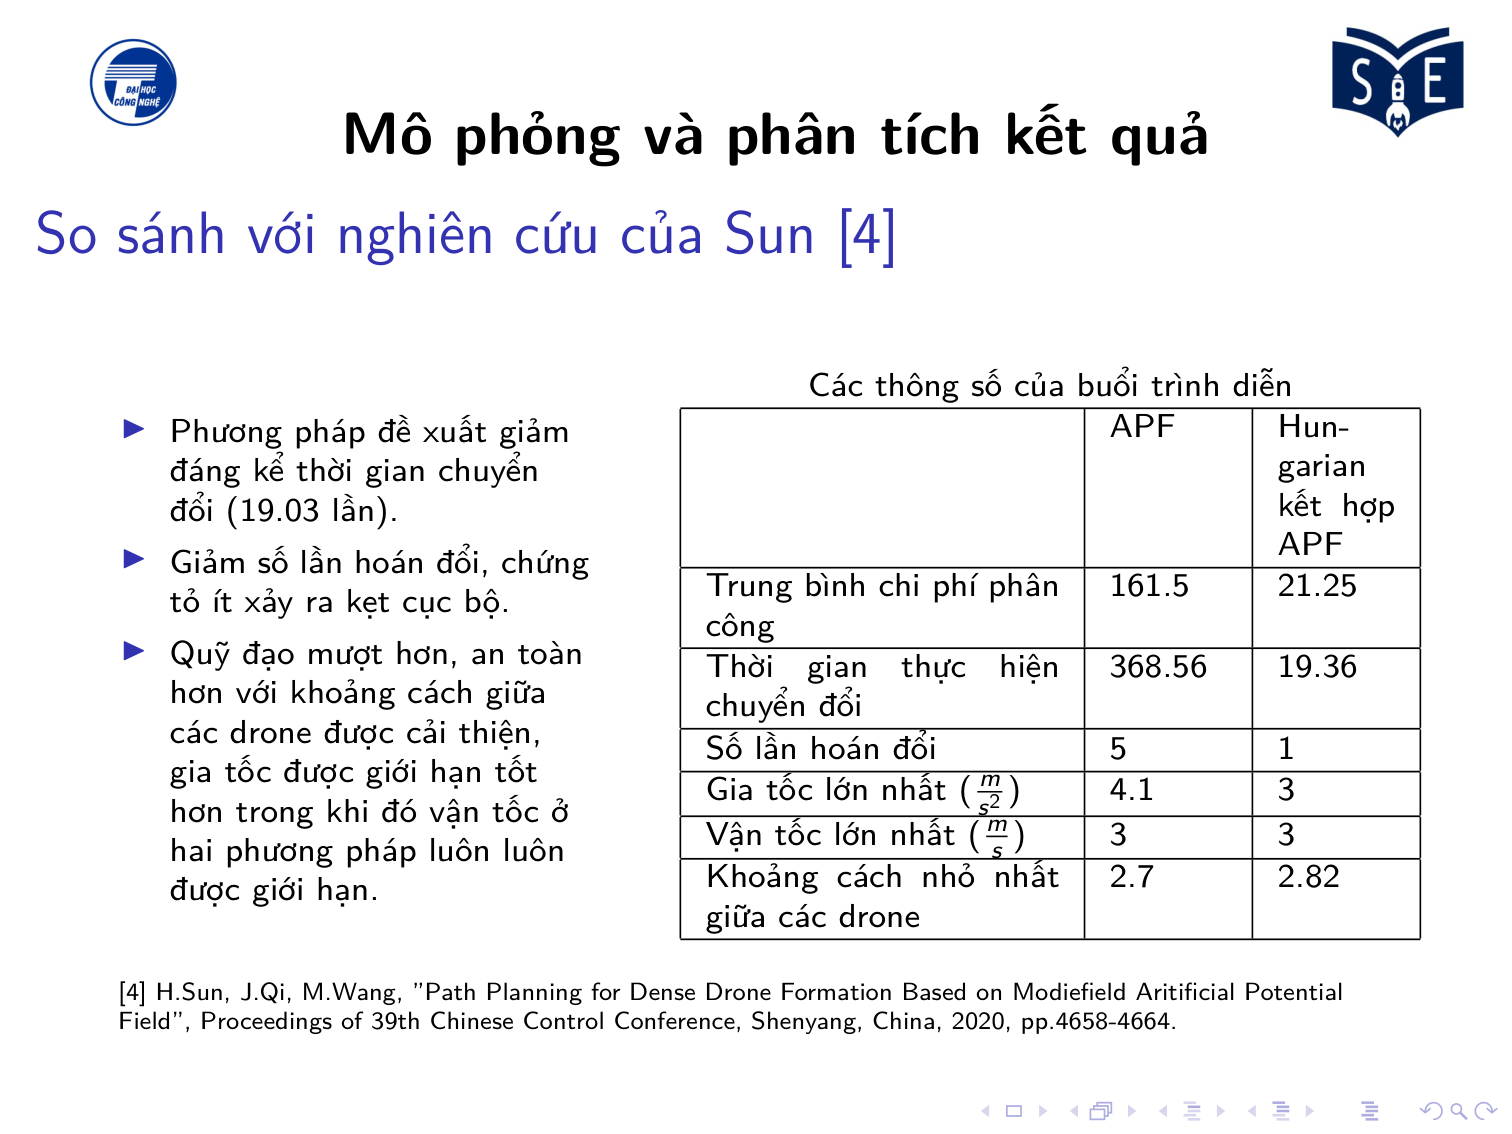 ĐẠI HỌC
CÔNG NGHỆ
S E
Mô phỏng và phân tích kết quả
So sánh với nghiên cứu của Sun [4]
Phương pháp đề xuất giảm
đáng kể thời gian chuyển
đổi (19.03 lần).
Giảm số lần hoán đổi, chứng
tỏ ít xảy ra kẹt cục bộ.
Quỹ đạo mượt hơn, an toàn
hơn với khoảng cách giữa
các drone được cải thiện,
gia tốc được giới hạn tốt
hơn trong khi đó vận tốc ở
hai phương pháp luôn luôn
được giới hạn.
Các thông số của buổi trình diễn
APF
Hun-
garian
kết hợp
APF
Trung bình chi phí phân
công
161.5
21.25
Thời gian thực hiện
chuyển đổi
368.56
19.36
Số lần hoán đổi
5
1
Gia tốc lớn nhất (m/s²)
4.1
3
Vận tốc lớn nhất (m/s)
3
3
Khoảng cách nhỏ nhất
giữa các drone
2.7
2.82
[4] H.Sun, J.Qi, M.Wang, "Path Planning for Dense Drone Formation Based on Modiefield Aritificial Potential
Field", Proceedings of 39th Chinese Control Conference, Shenyang, China, 2020, pp.4658-4664.